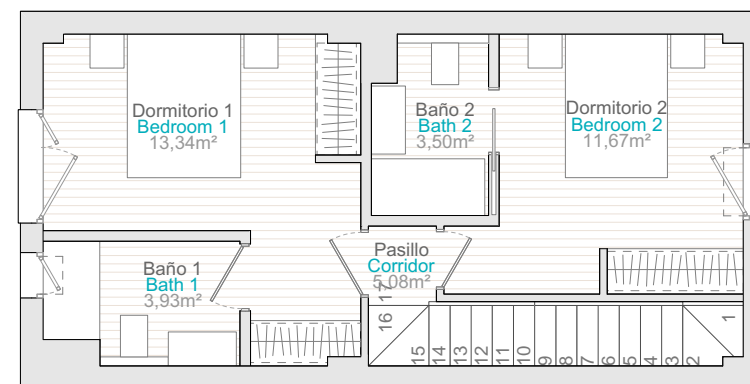 Dormitorio 1
Bedroom 1
13,34m²
Baño 2
Bath 2
3,50m²
Dormitorio 2
Bedroom 2
11,67m²
Pasillo
Corridor
5,08m²
Baño 1
Bath 1
3,93m²
17
16
15
14
13
12
11
10
9
8
7
6
5
4
3
2
1